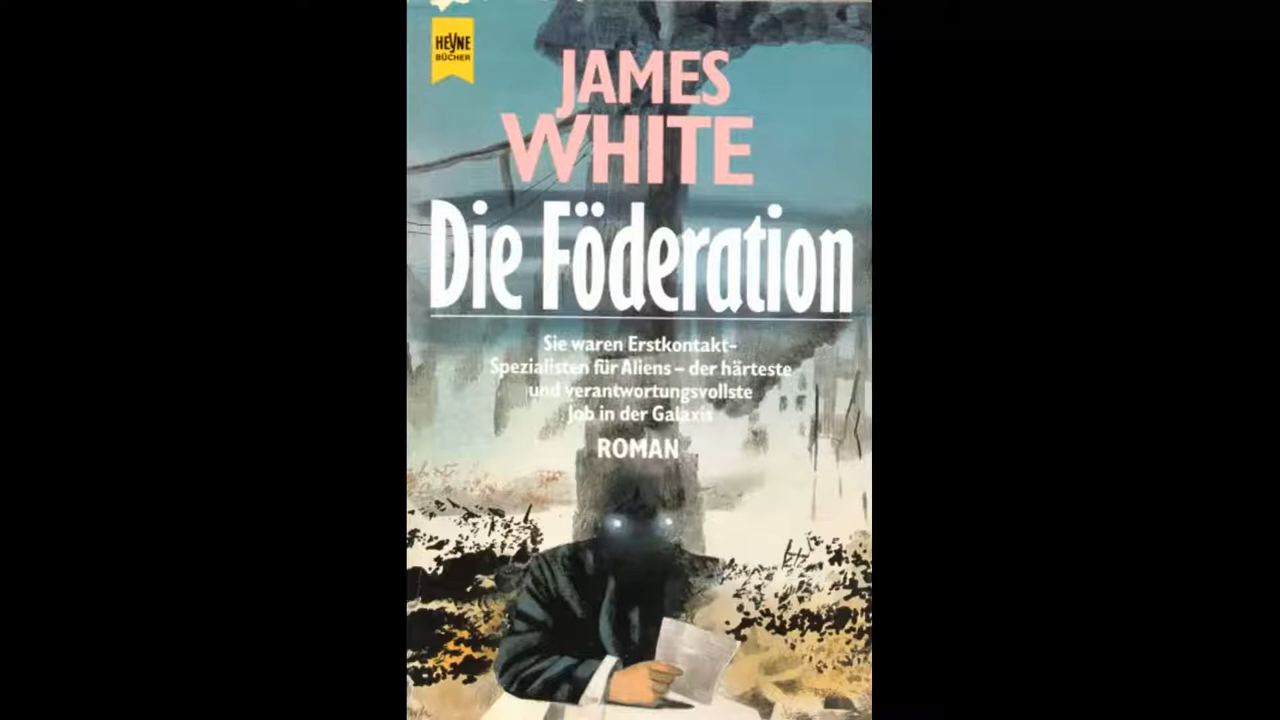 HEYNE
BÜCHER
JAMES
WHITE
Die Föderation
Sie waren Erstkontakt-
Spezialisten für Aliens – der härteste
und verantwortungsvollste
Job in der Galaxis
ROMAN